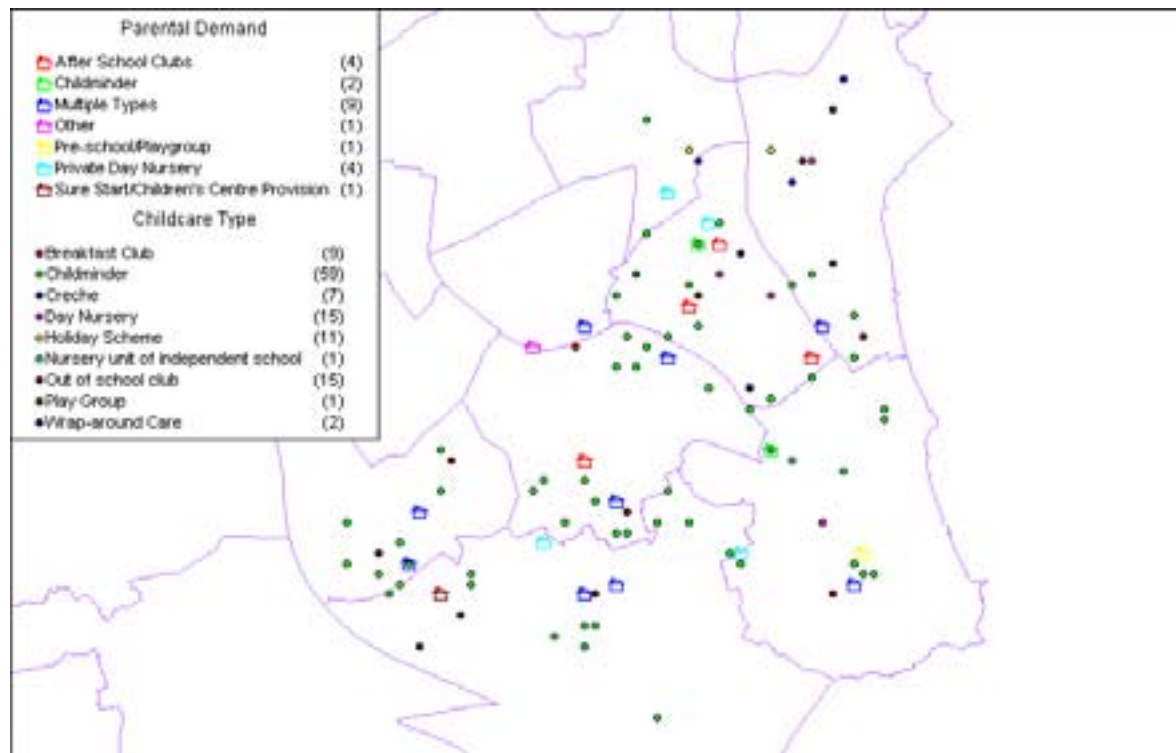 Parental Demand
After School Clubs (4)
Childminder (2)
Multiple Types (9)
Other (1)
Pre-school/Playgroup (1)
Private Day Nursery (4)
Sure Start/Children's Centre Provision (1)
Childcare Type
Breakfast Club (9)
Childminder (59)
Creche (7)
Day Nursery (15)
Holiday Scheme (11)
Nursery unit of independent school (1)
Out of school club (15)
Play Group (1)
Wrap-around Care (2)